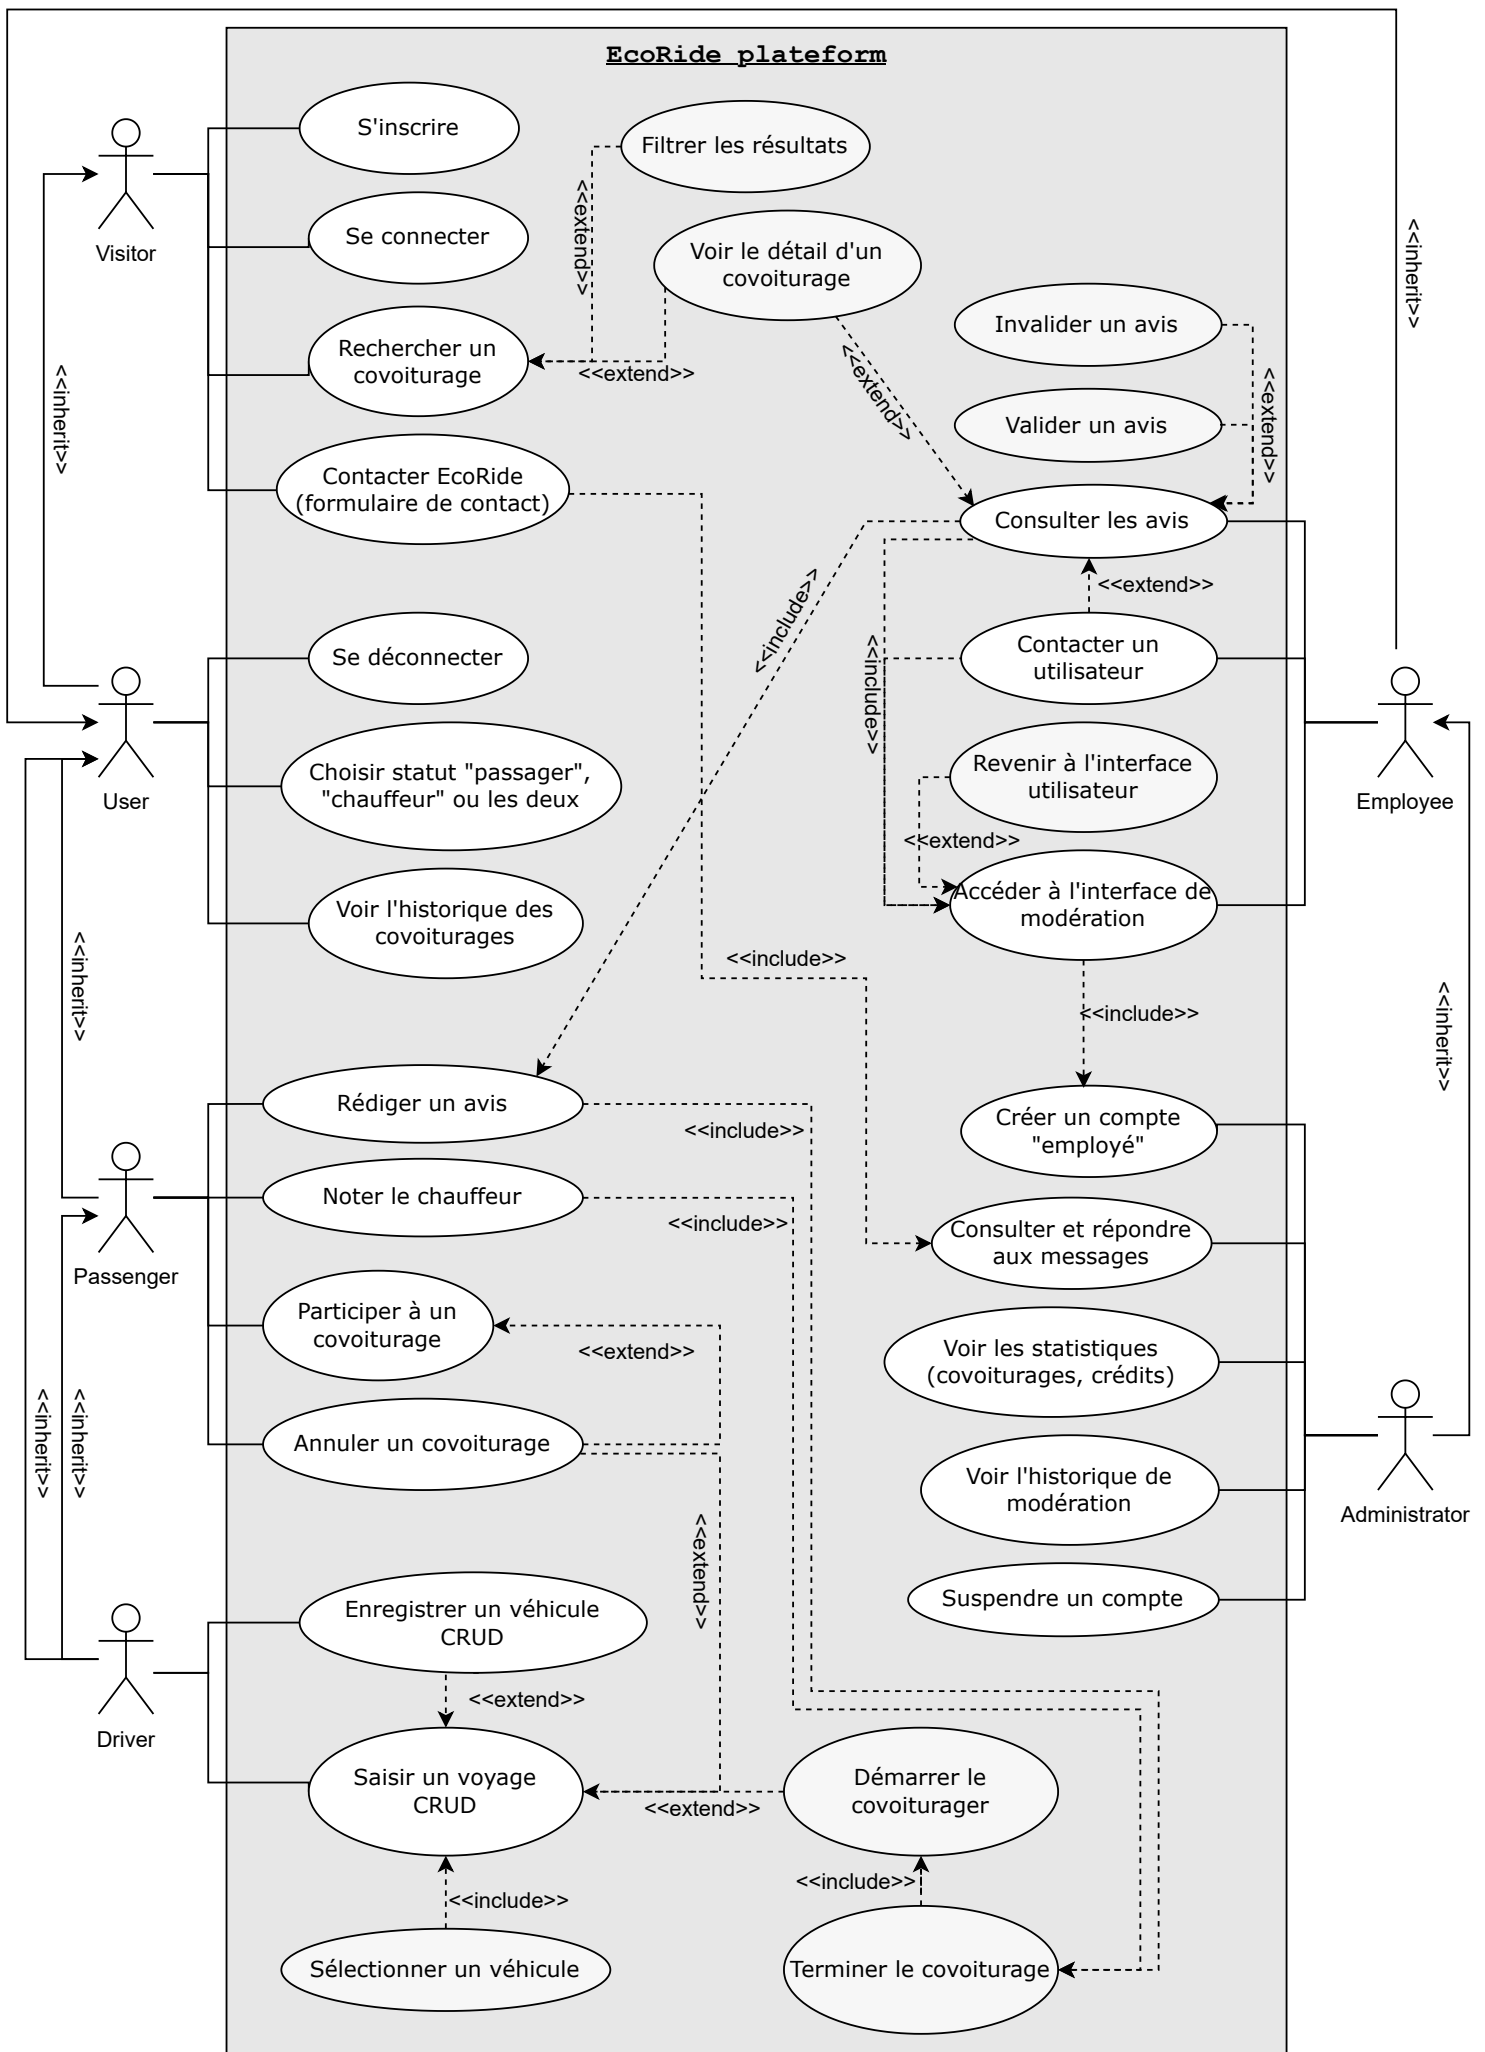 EcoRide plateform
S'inscrire
Filtrer les résultats
<<extend>>
Visitor
Se connecter
Voir le détail d'un
covoiturage
<<inherit>>
Invalider un avis
Rechercher un
covoiturage
<<extend>>
<<extend>>
<<inherit>>
<<extend>>
Valider un avis
Contacter EcoRide
(formulaire de contact)
Consulter les avis
<<extend>>
<<include>>
Se déconnecter
Contacter un
utilisateur
<<include>>
User
Choisir statut "passager",
"chauffeur" ou les deux
Revenir à l'interface
utilisateur
Employee
<<extend>>
Voir l'historique des
covoiturages
Accéder à l'interface de
modération
<<inherit>>
<<include>>
<<include>>
<<inherit>>
Rédiger un avis
<<include>>
Créer un compte
"employé"
Noter le chauffeur
<<include>>
Consulter et répondre
aux messages
Passenger
Participer à un
covoiturage
<<extend>>
Voir les statistiques
(covoiturages, crédits)
<<inherit>>
<<inherit>>
Annuler un covoiturage
Voir l'historique de
modération
Administrator
<<extend>>
Enregistrer un véhicule
CRUD
Suspendre un compte
<<extend>>
Driver
Saisir un voyage
CRUD
<<extend>>
Démarrer le
covoiturager
<<include>>
<<include>>
Sélectionner un véhicule
Terminer le covoiturage